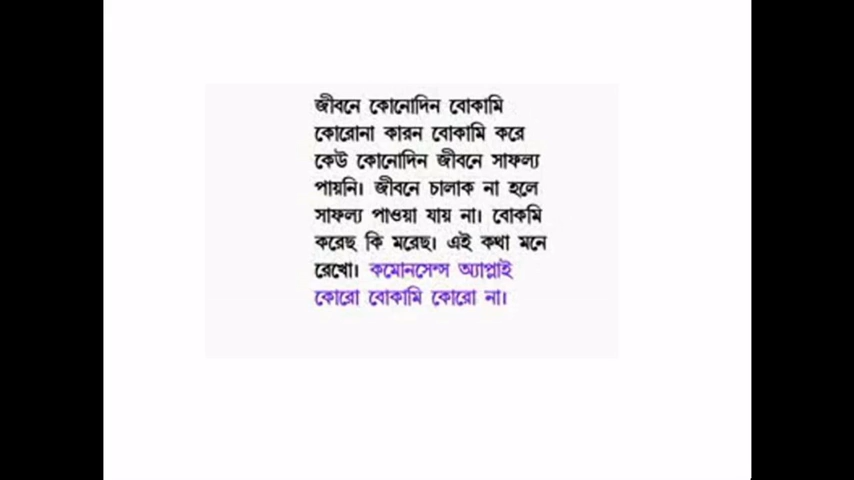 জীবনে কোনোদিন বোকামি
কোরোনা কারন বোকামি করে
কেউ কোনোদিন জীবনে সাফল্য
পায়নি। জীবনে চালাক না হলে
সাফল্য পাওয়া যায় না। বোকমি
করেছ কি মরেছ। এই কথা মনে
রেখো। কমোনসেন্স অ্যাপ্লাই
কোরো বোকামি কোরো না।